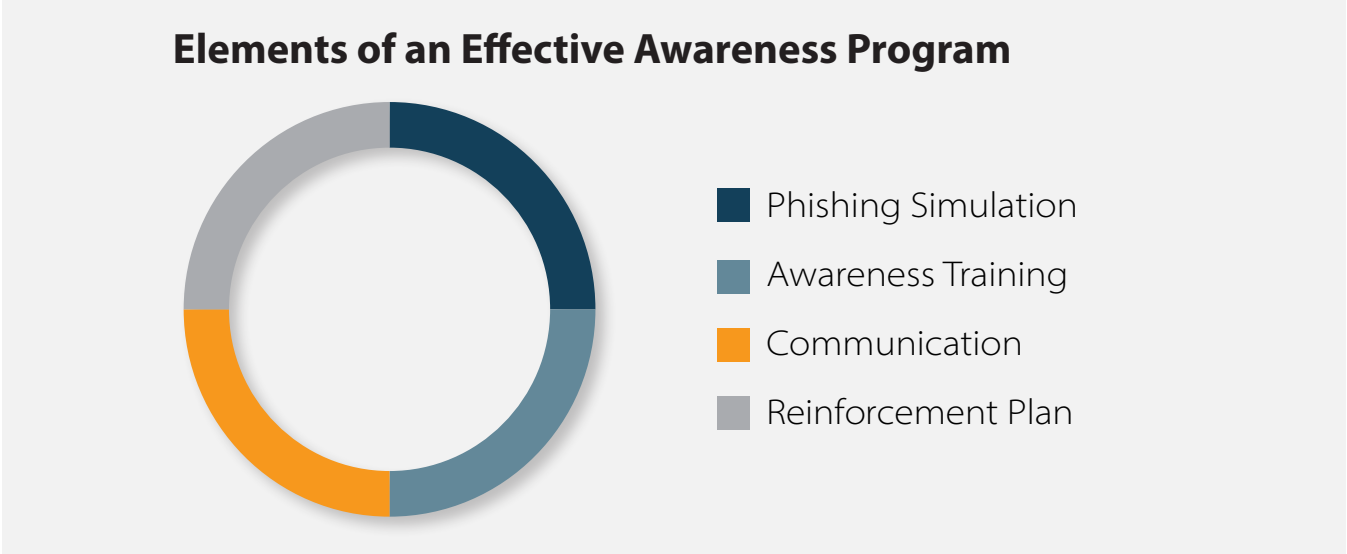 Elements of an Effective Awareness Program
Phishing Simulation
Awareness Training
Communication
Reinforcement Plan